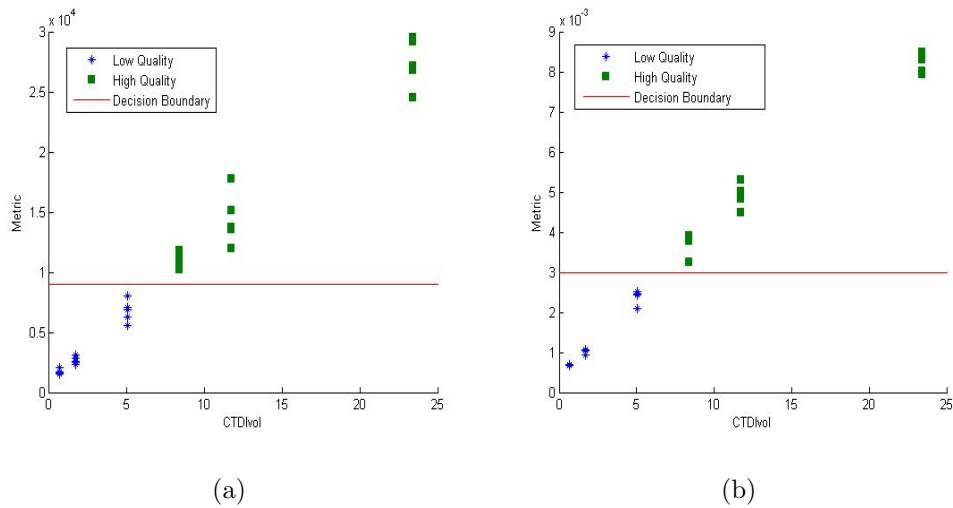 x 10⁴
3
2.5
2
1.5
1
0.5
0
0 5 10 15 20 25
Metric
CTDIvol
Low Quality
High Quality
Decision Boundary
(a)
x 10⁻³
9
8
7
6
5
4
3
2
1
0
0 5 10 15 20 25
Metric
CTDIvol
Low Quality
High Quality
Decision Boundary
(b)